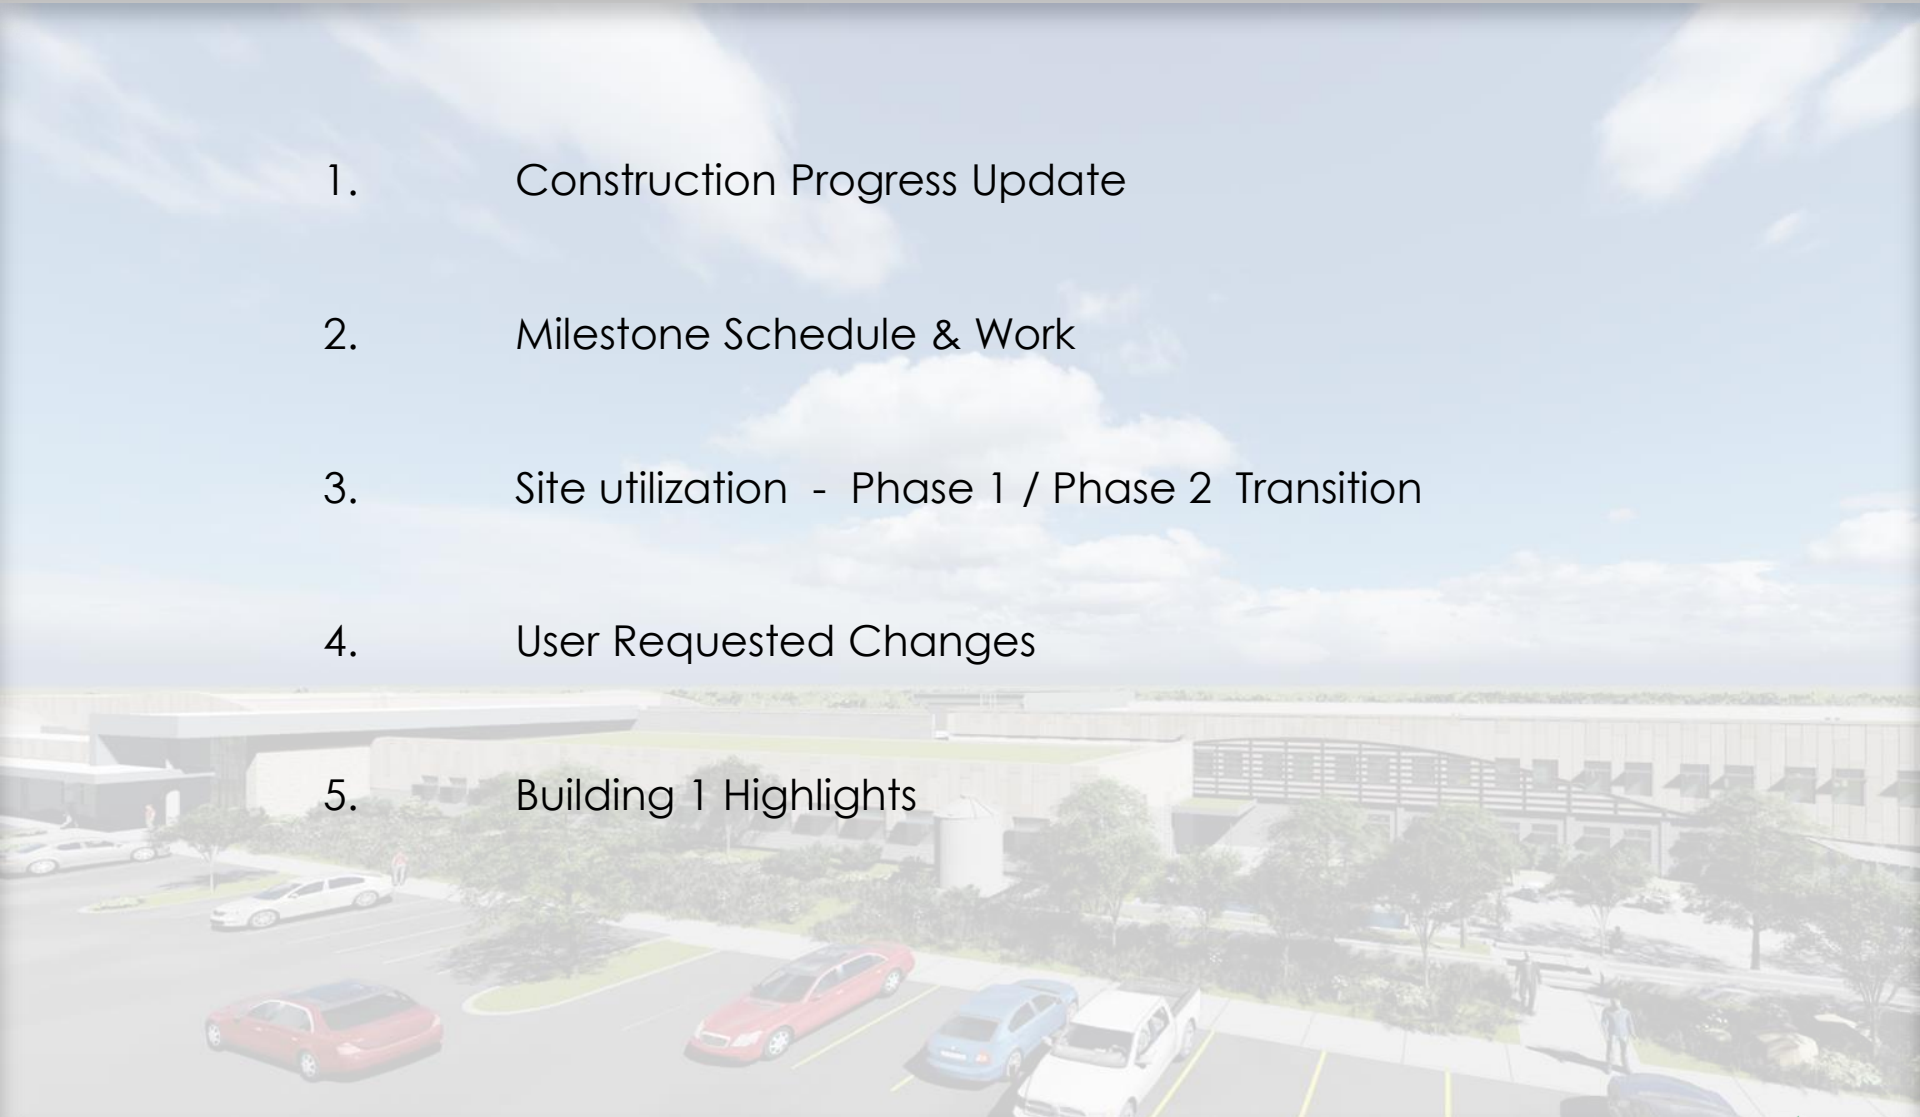 1. Construction Progress Update
2. Milestone Schedule & Work
3. Site utilization - Phase 1 / Phase 2 Transition
4. User Requested Changes
5. Building 1 Highlights